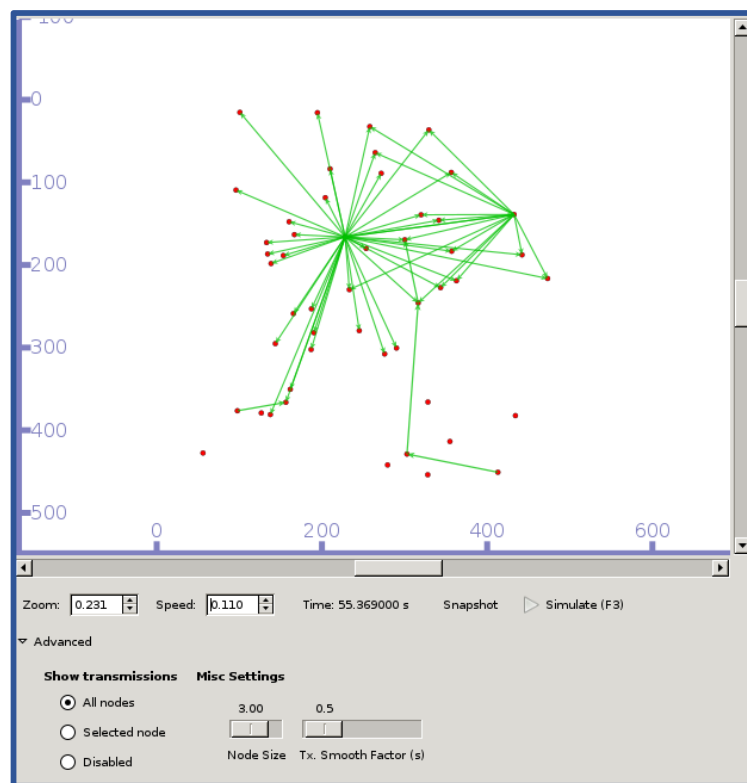 -100
0
100
200
300
400
500
0 200 400 600
Zoom: 0.231 Speed: 0.110 Time: 55.369000 s Snapshot Simulate (F3)
Advanced
Show transmissions Misc Settings
All nodes 3.00 0.5
Selected node
Node Size Tx. Smooth Factor (s)
Disabled